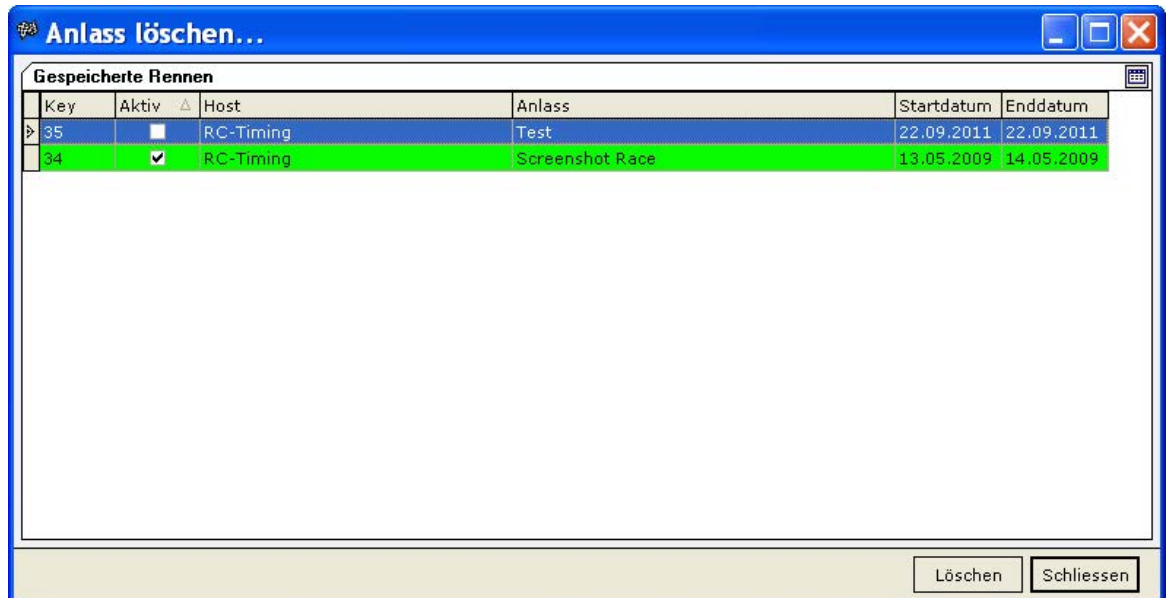 Anlass löschen...
Gespeicherte Rennen
Key Aktiv Host Anlass Startdatum Enddatum
35 RC-Timing Test 22.09.2011 22.09.2011
34 RC-Timing Screenshot Race 13.05.2009 14.05.2009
Löschen Schliessen